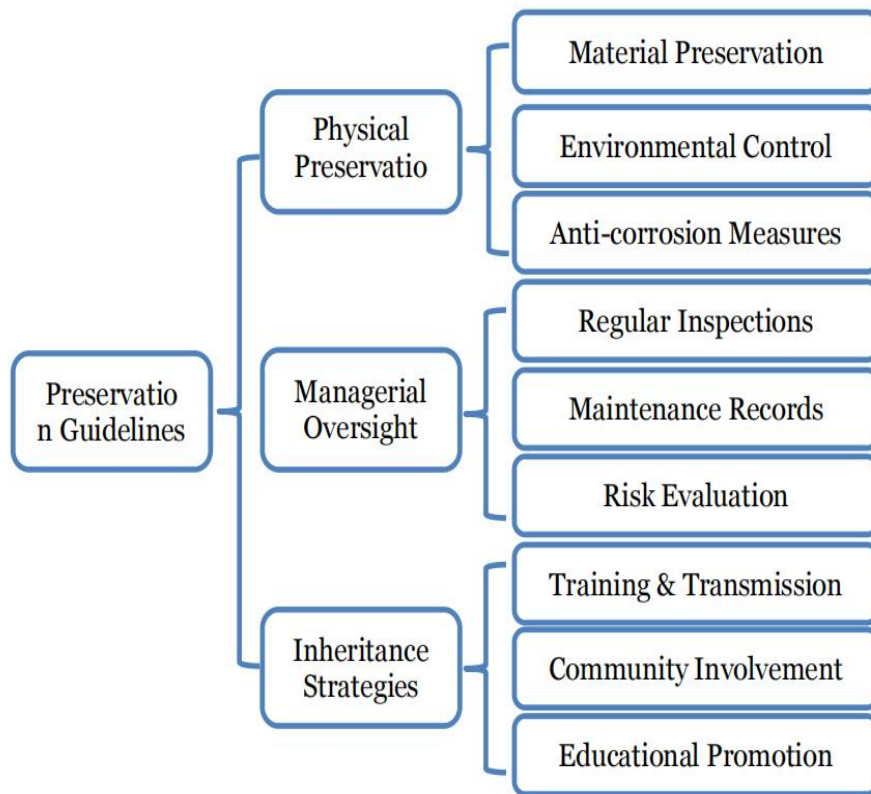 Preservatio
n Guidelines
Physical
Preservatio
Material Preservation
Environmental Control
Anti-corrosion Measures
Managerial
Oversight
Regular Inspections
Maintenance Records
Risk Evaluation
Inheritance
Strategies
Training & Transmission
Community Involvement
Educational Promotion